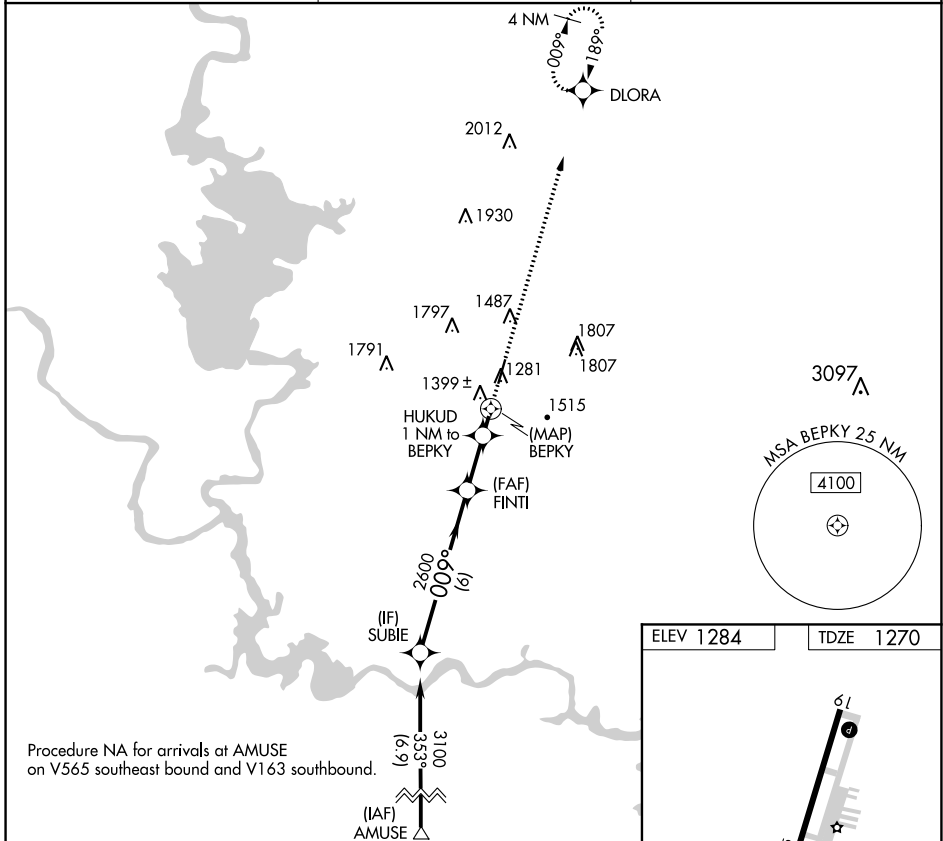 4 NM
009°
189°
DLORA
2012
1930
1487
1797
1807
1807
1791
1281
1399 ±
1515
3097
HUKUD
1 NM to
BEPKY
(MAP)
BEPKY
MSA BEPKY 25 NM
4100
(FAF)
FINTI
2600
009°
(6)
(IF)
SUBIE
ELEV 1284
TDZE 1270
19
P
3100
353°
(6.9)
Procedure NA for arrivals at AMUSE
on V565 southeast bound and V163 southbound.
(IAF)
AMUSE